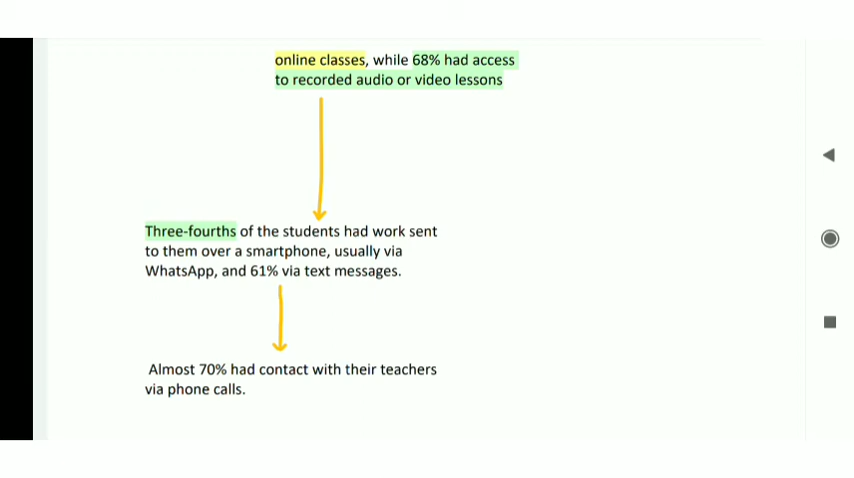 online classes, while 68% had access
to recorded audio or video lessons
Three-fourths of the students had work sent
to them over a smartphone, usually via
WhatsApp, and 61% via text messages.
Almost 70% had contact with their teachers
via phone calls.